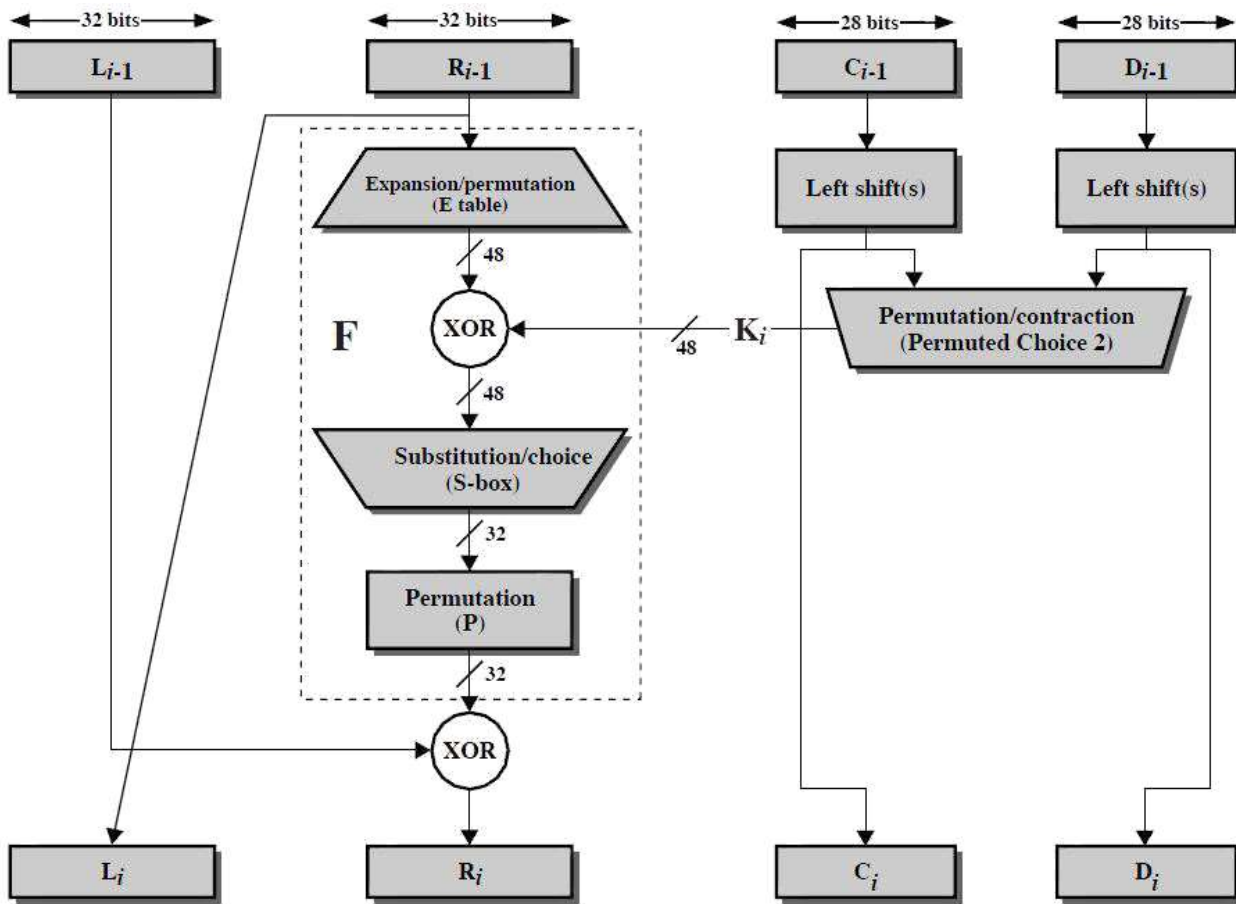 32 bits
32 bits
28 bits
28 bits
Li-1
Ri-1
Ci-1
Di-1
Expansion/permutation
(E table)
Left shift(s)
Left shift(s)
48
F
XOR
48
Ki
Permutation/contraction
(Permuted Choice 2)
48
Substitution/choice
(S-box)
32
Permutation
(P)
32
XOR
Li
Ri
Ci
Di